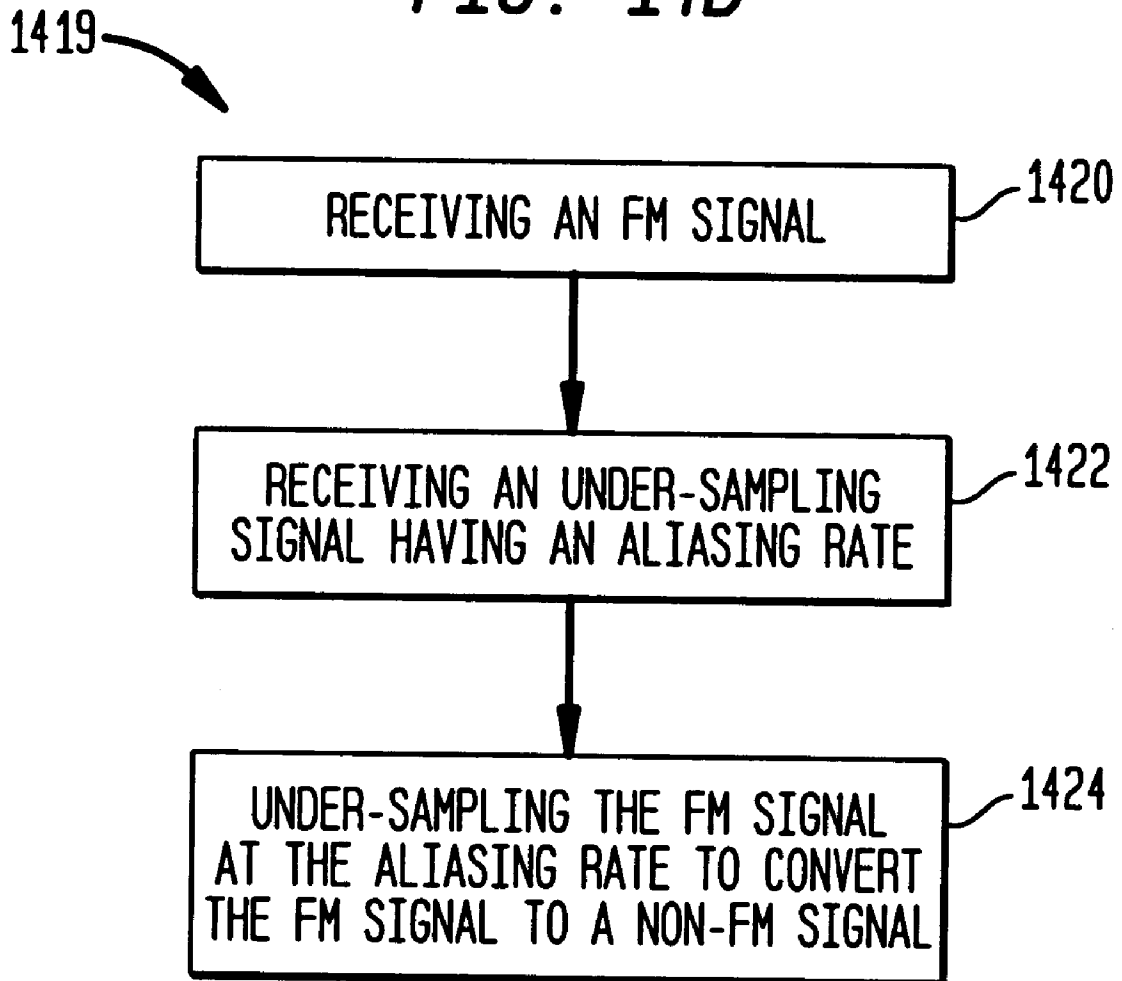 1419
RECEIVING AN FM SIGNAL
1420
RECEIVING AN UNDER-SAMPLING
SIGNAL HAVING AN ALIASING RATE
1422
UNDER-SAMPLING THE FM SIGNAL
AT THE ALIASING RATE TO CONVERT
THE FM SIGNAL TO A NON-FM SIGNAL
1424